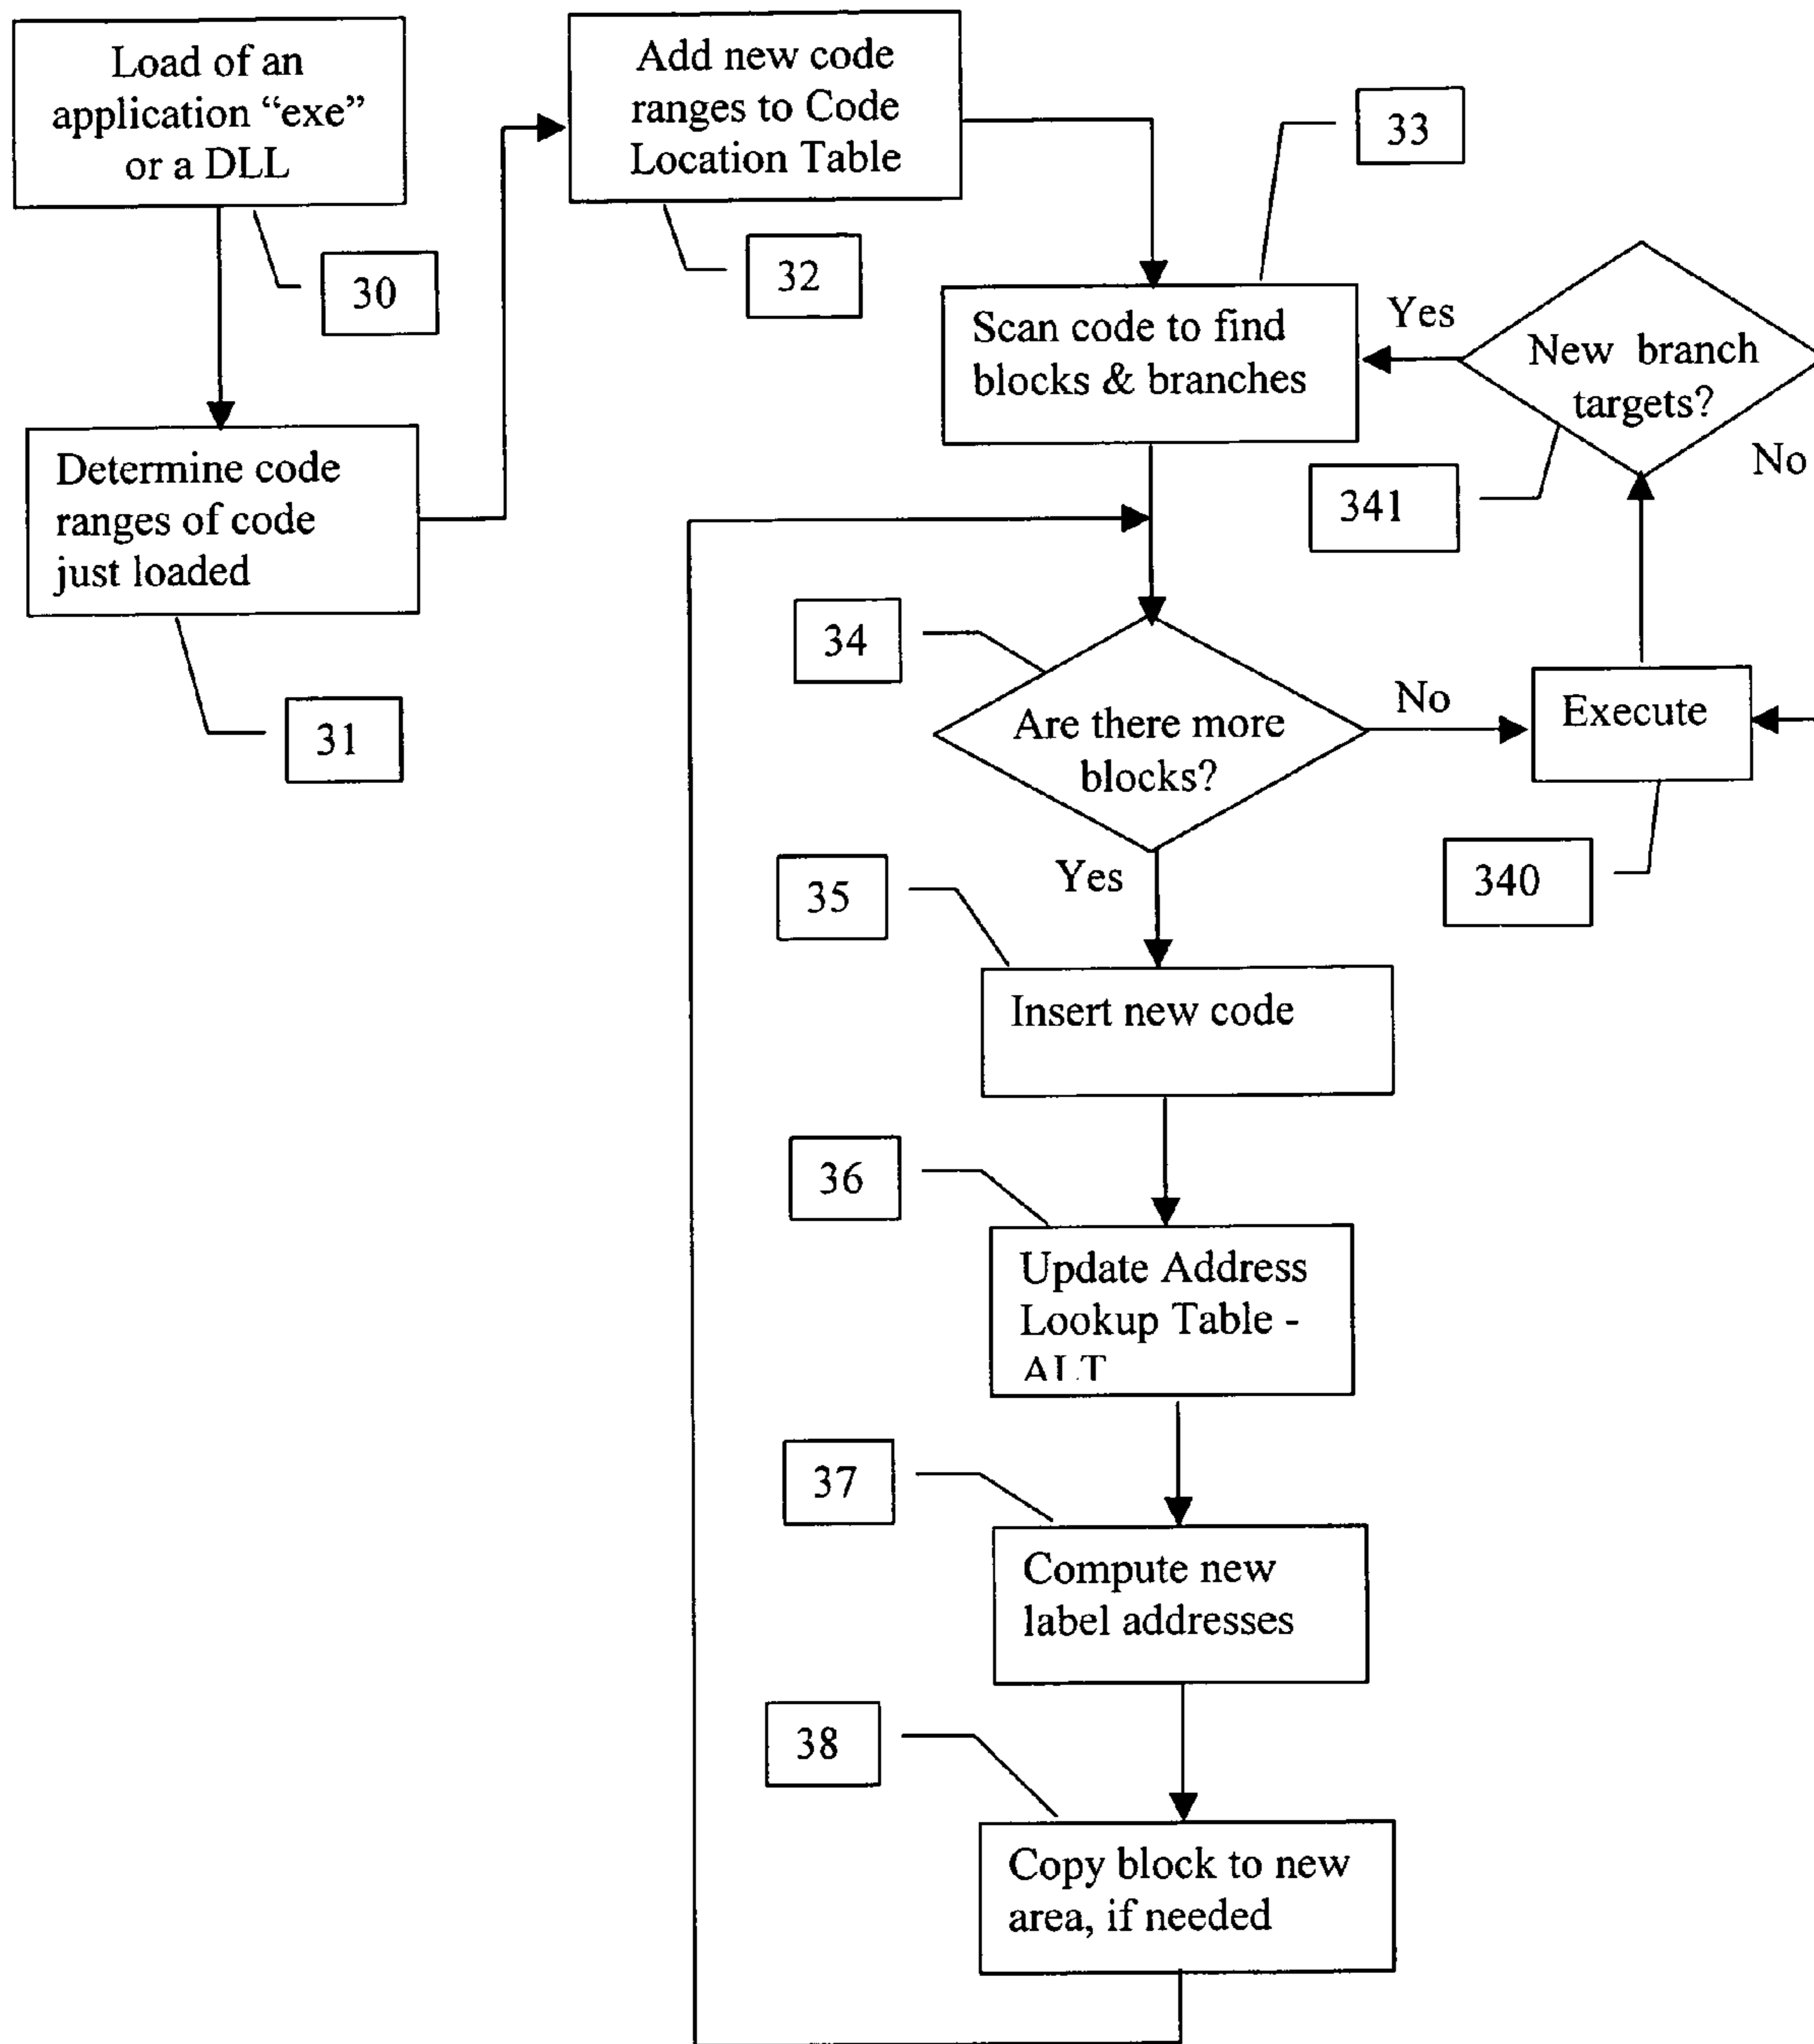 Load of an
application “exe”
or a DLL
30
Determine code
ranges of code
just loaded
31
Add new code
ranges to Code
Location Table
32
33
Scan code to find
blocks & branches
Yes
New branch
targets?
No
341
34
Are there more
blocks?
No
Execute
340
Yes
35
Insert new code
36
Update Address
Lookup Table -
ALT
37
Compute new
label addresses
38
Copy block to new
area, if needed